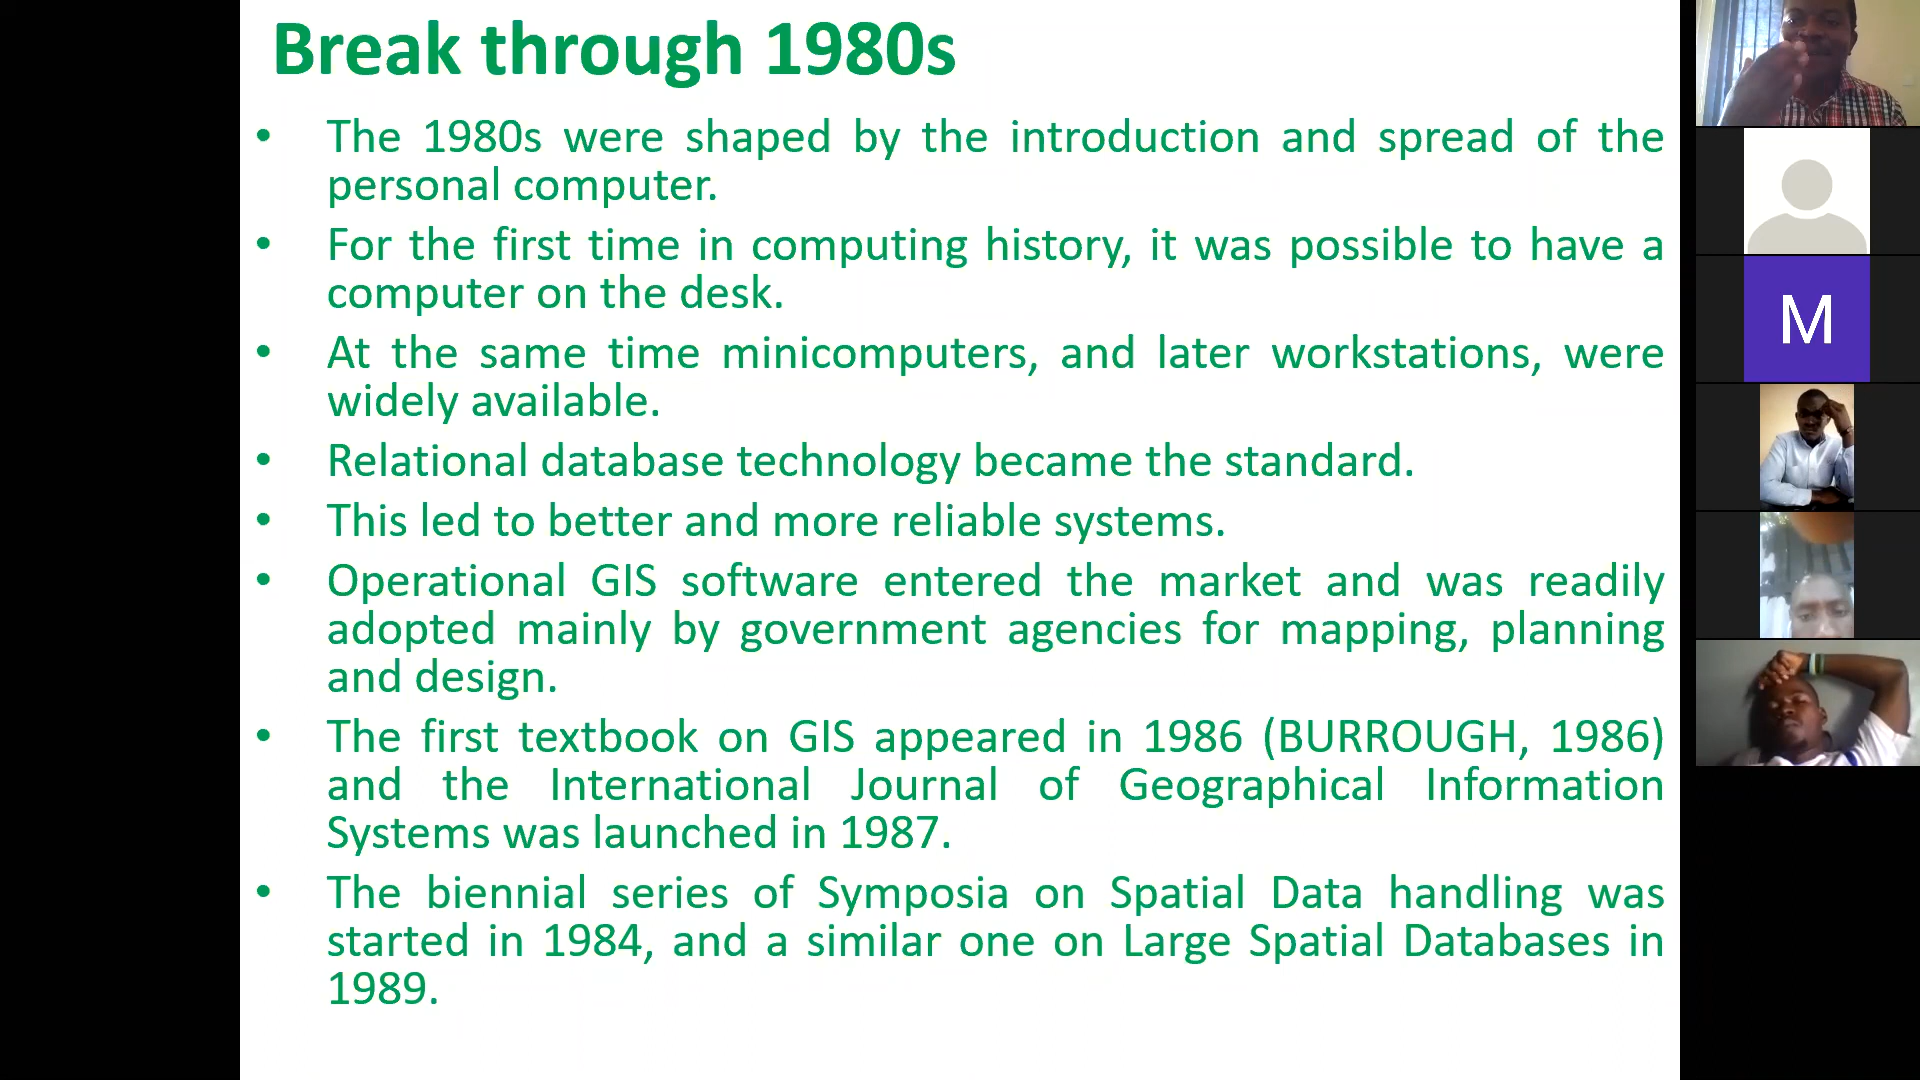 Break through 1980s
• The 1980s were shaped by the introduction and spread of the
personal computer.
• For the first time in computing history, it was possible to have a
computer on the desk.
• At the same time minicomputers, and later workstations, were
widely available.
• Relational database technology became the standard.
• This led to better and more reliable systems.
• Operational GIS software entered the market and was readily
adopted mainly by government agencies for mapping, planning
and design.
• The first textbook on GIS appeared in 1986 (BURROUGH, 1986)
and the International Journal of Geographical Information
Systems was launched in 1987.
• The biennial series of Symposia on Spatial Data handling was
started in 1984, and a similar one on Large Spatial Databases in
1989.
M